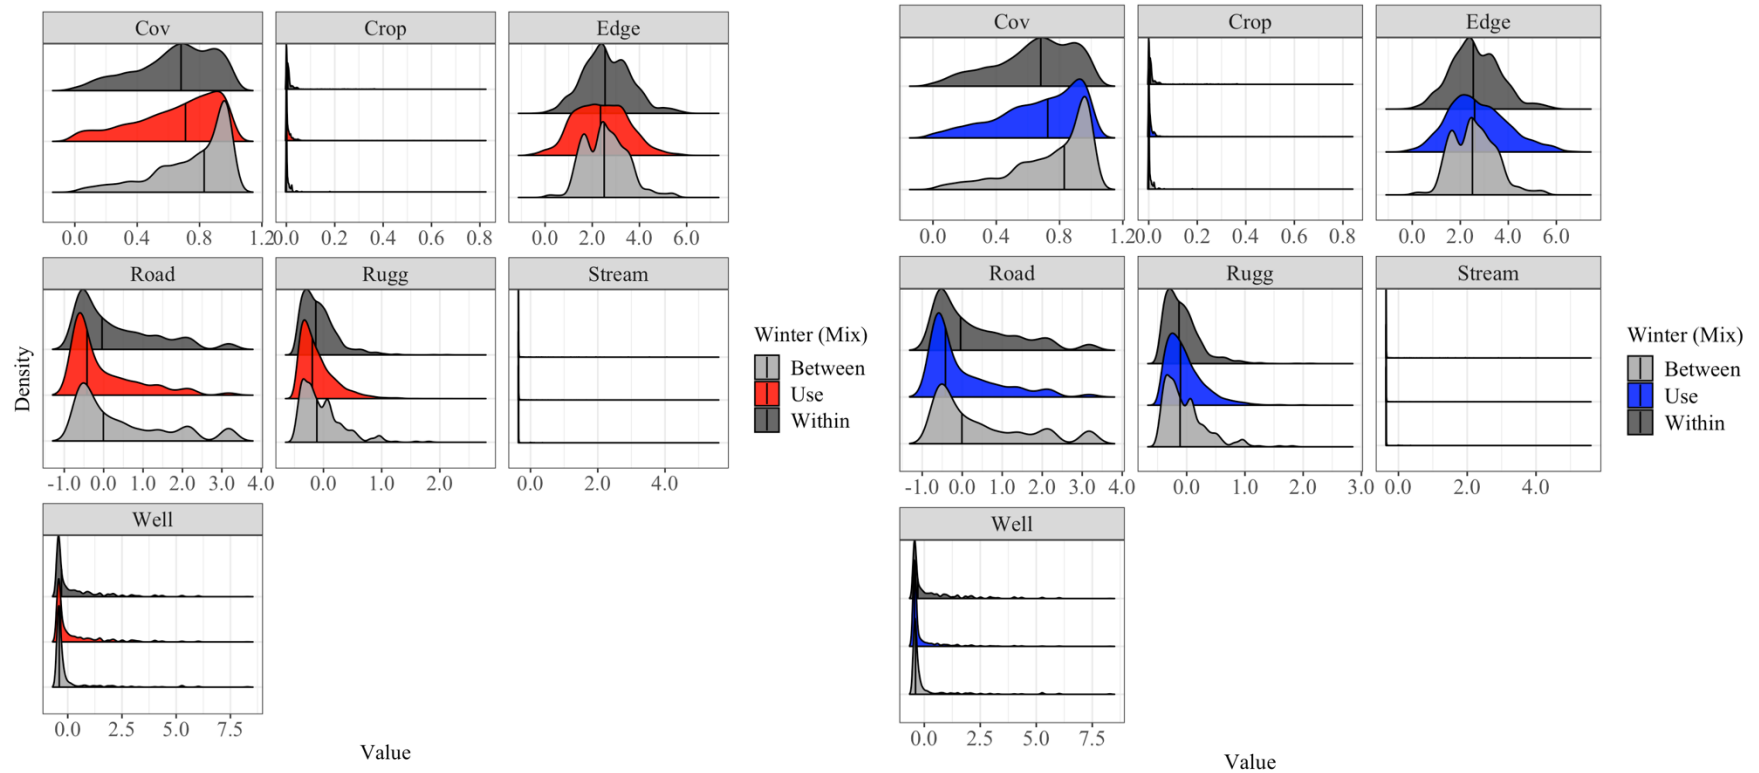 Cov Crop Edge
0.0 0.4 0.8 1.2 0.0 0.2 0.4 0.6 0.8 0.0 2.0 4.0 6.0
Road Rugg Stream
-1.0 0.0 1.0 2.0 3.0 4.0 0.0 1.0 2.0 0.0 2.0 4.0
Well
0.0 2.5 5.0 7.5
Density
Value
Winter (Mix)
Between
Use
Within
Cov Crop Edge
0.0 0.4 0.8 1.2 0.0 0.2 0.4 0.6 0.8 0.0 2.0 4.0 6.0
Road Rugg Stream
-1.0 0.0 1.0 2.0 3.0 4.0 0.0 1.0 2.0 3.0 0.0 2.0 4.0
Well
0.0 2.5 5.0 7.5
Value
Winter (Mix)
Between
Use
Within